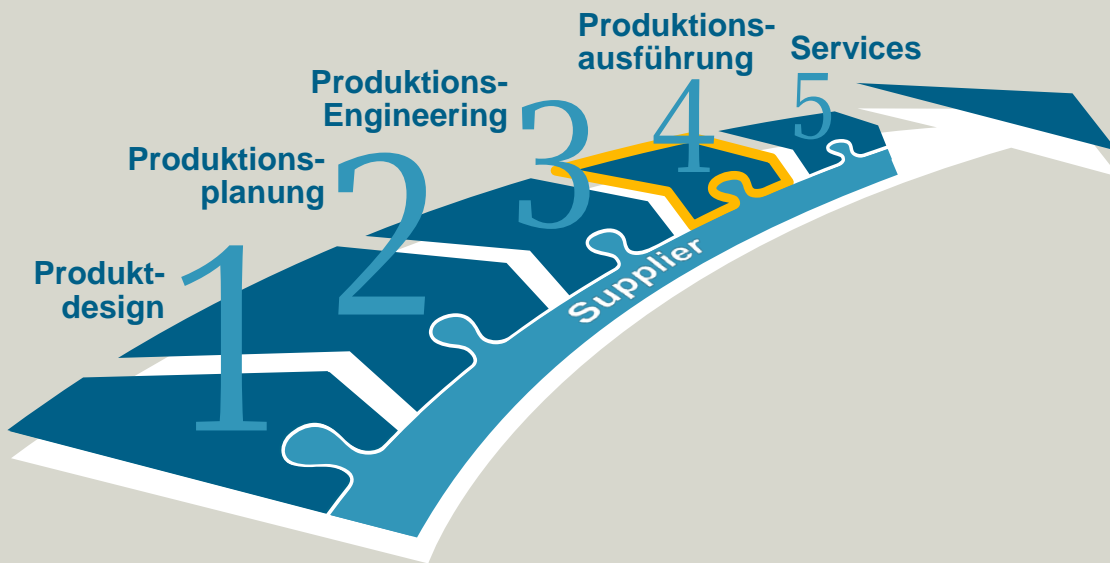 Produkt-
design
1
Produktions-
planung
2
Produktions-
Engineering
3
Produktions-
ausführung
4
Services
5
Supplier